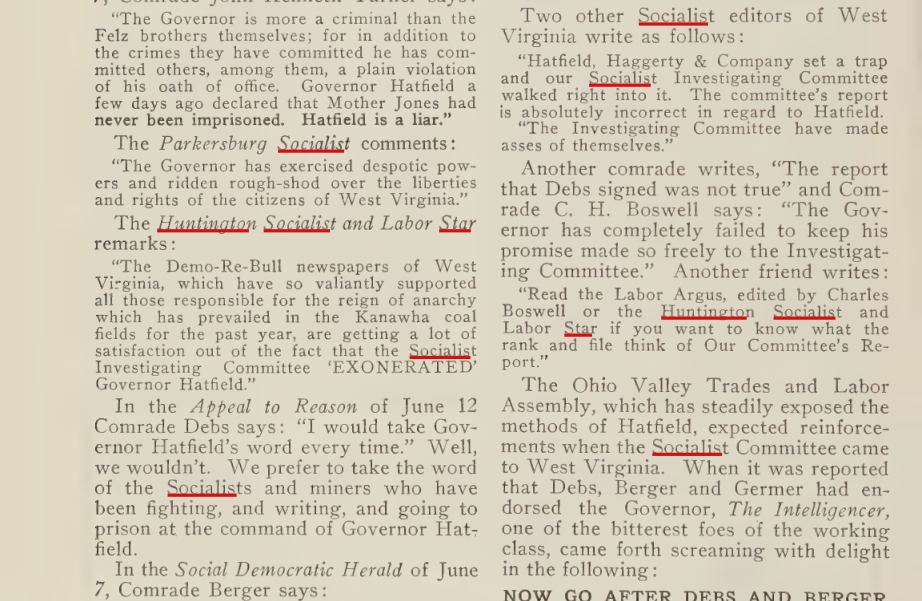 "The Governor is more a criminal than the
Felz brothers themselves; for in addition to
the crimes they have committed he has com-
mitted others, among them, a plain violation
of his oath of office. Governor Hatfield a
few days ago declared that Mother Jones had
never been imprisoned. Hatfield is a liar."
The Parkersburg Socialist comments:
"The Governor has exercised despotic pow-
ers and ridden rough-shod over the liberties
and rights of the citizens of West Virginia."
The Huntington Socialist and Labor Star
remarks:
"The Demo-Re-Bull newspapers of West
Virginia, which have so valiantly supported
all those responsible for the reign of anarchy
which has prevailed in the Kanawha coal
fields for the past year, are getting a lot of
satisfaction out of the fact that the Socialist
Investigating Committee 'EXONERATED'
Governor Hatfield."
In the Appeal to Reason of June 12
Comrade Debs says: "I would take Gov-
ernor Hatfield's word every time." Well,
we wouldn't. We prefer to take the word
of the Socialists and miners who have
been fighting, and writing, and going to
prison at the command of Governor Hat-
field.
In the Social Democratic Herald of June
7, Comrade Berger says:
Two other Socialist editors of West
Virginia write as follows:
"Hatfield, Haggerty & Company set a trap
and our Socialist Investigating Committee
walked right into it. The committee's report
is absolutely incorrect in regard to Hatfield.
"The Investigating Committee have made
asses of themselves."
Another comrade writes, "The report
that Debs signed was not true" and Com-
rade C. H. Boswell says: "The Gov-
ernor has completely failed to keep his
promise made so freely to the Investigat-
ing Committee." Another friend writes:
"Read the Labor Argus, edited by Charles
Boswell or the Huntington Socialist and
Labor Star if you want to know what the
rank and file think of Our Committee's Re-
port."
The Ohio Valley Trades and Labor
Assembly, which has steadily exposed the
methods of Hatfield, expected reinforce-
ments when the Socialist Committee came
to West Virginia. When it was reported
that Debs, Berger and Germer had en-
dorsed the Governor, The Intelligencer,
one of the bitterest foes of the working
class, came forth screaming with delight
in the following:
NOW GO AFTER DEBS AND BERGER